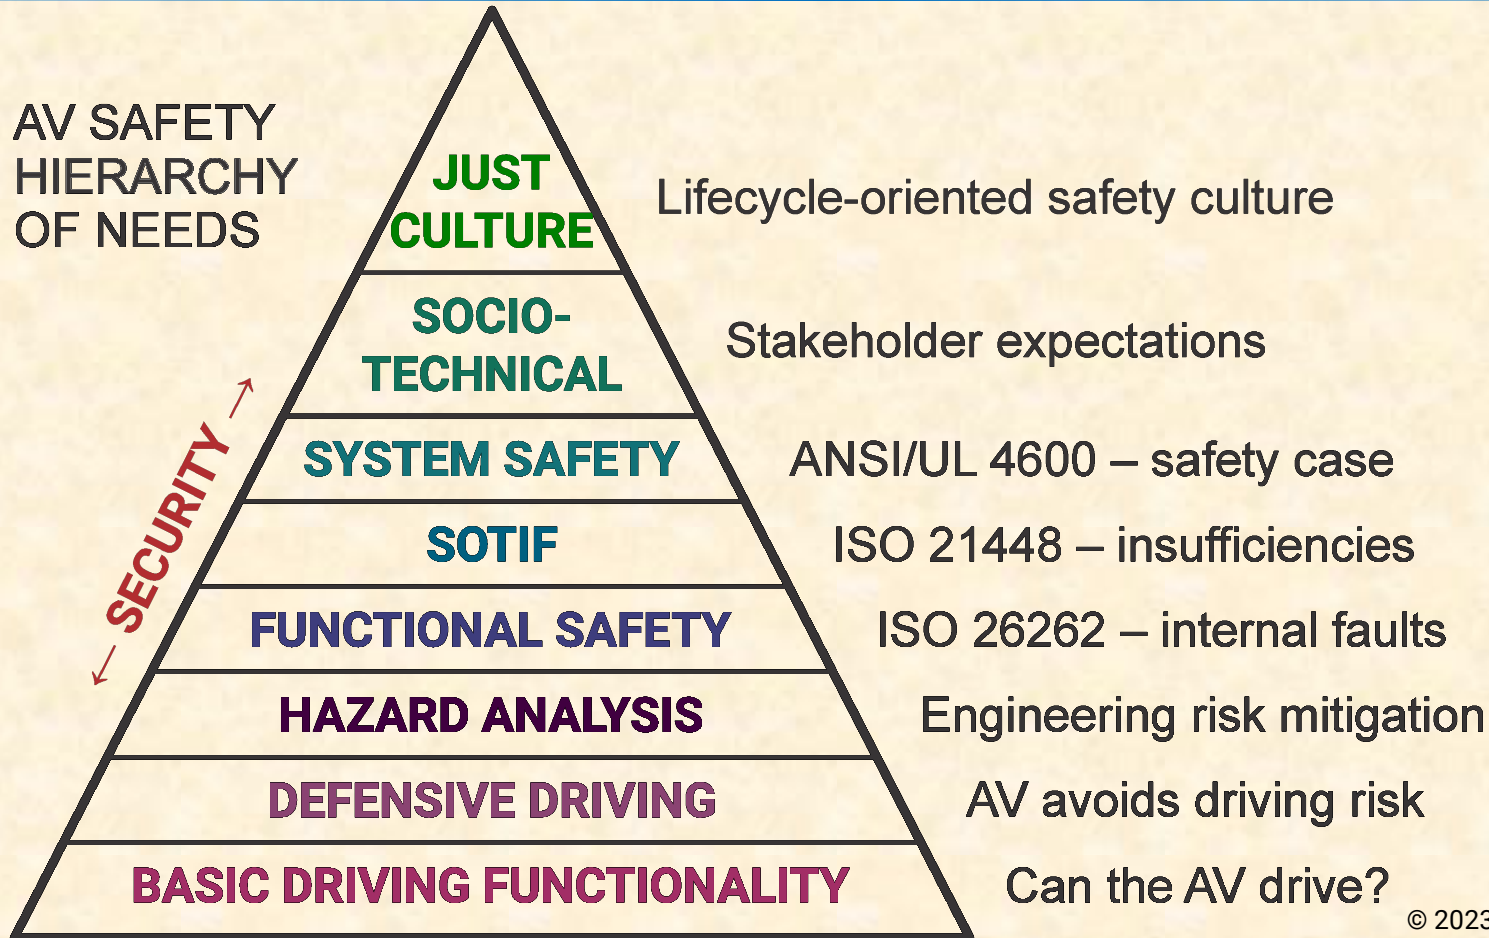 AV SAFETY
HIERARCHY
OF NEEDS
JUST
CULTURE
Lifecycle-oriented safety culture
SOCIO-
TECHNICAL
Stakeholder expectations
← SECURITY →
SYSTEM SAFETY
ANSI/UL 4600 – safety case
SOTIF
ISO 21448 – insufficiencies
FUNCTIONAL SAFETY
ISO 26262 – internal faults
HAZARD ANALYSIS
Engineering risk mitigation
DEFENSIVE DRIVING
AV avoids driving risk
BASIC DRIVING FUNCTIONALITY
Can the AV drive?
© 2023